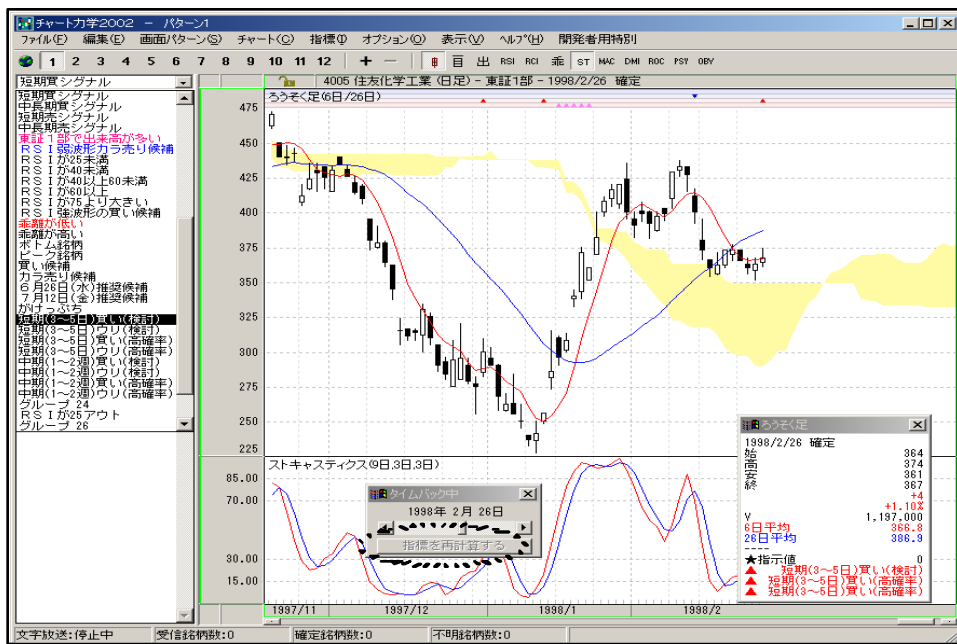 チャート力学2002 － パターン1
ファイル(F) 編集(E) 画面パターン(S) チャート(C) 指標(I) オプション(O) 表示(V) ヘルプ(H) 開発者用特別
1 2 3 4 5 6 7 8 9 10 11 12 + － 出 RSI RCI 乖 ST MAC DMI ROC PSY OBV
短期買シグナル
4005 住友化学工業 (日足) - 東証1部 - 1998/2/26 確定
短期買シグナル
中長期買シグナル
短期売シグナル
中長期売シグナル
東証1部で出来高が多い
RSI弱波形カラ売り候補
RSIが25未満
RSIが40未満
RSIが40以上60未満
RSIが60以上
RSIが75より大きい
RSI強波形の買い候補
乖離が低い
乖離が高い
ボトム銘柄
ピーク銘柄
買い候補
カラ売り候補
6月26日(水)推奨候補
7月12日(金)推奨候補
がけっぷち
短期(3～5日)買い(検討)
短期(3～5日)ウリ(検討)
短期(3～5日)買い(高確率)
短期(3～5日)ウリ(高確率)
中期(1～2週)買い(検討)
中期(1～2週)ウリ(検討)
中期(1～2週)買い(高確率)
中期(1～2週)ウリ(高確率)
グループ 24
RSIが25アウト
グループ 26
ろうそく足(6日/26日)
475
450
425
400
375
350
325
300
275
250
225
ストキャスティクス(9日,3日,3日)
85.00
70.00
30.00
15.00
1997/11 1997/12 1998/1 1998/2
タイムバック中
1998年 2月 26日
指標を再計算する
ろうそく足
1998/2/26 確定
始 364
高 374
安 361
終 367
+4
+1.10%
V 1,197,000
6日平均 366.8
26日平均 386.9
----
★指示値 0
▲ 短期(3～5日)買い(検討)
▲ 短期(3～5日)買い(高確率)
▲ 短期(3～5日)買い(高確率)
文字放送:停止中 受信銘柄数:0 確定銘柄数:0 不明銘柄数:0